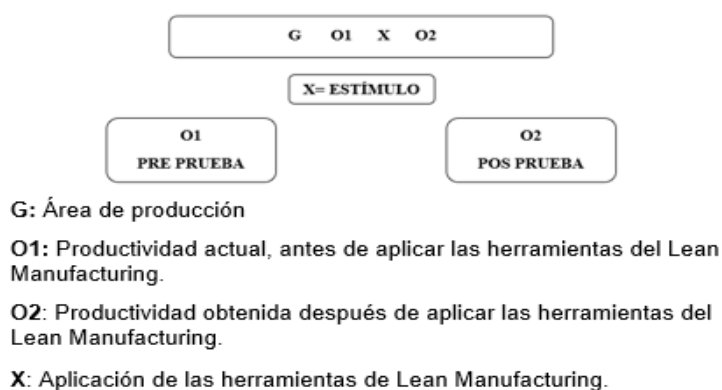 G O1 X O2
X= ESTÍMULO
O1
PRE PRUEBA
O2
POS PRUEBA
G: Área de producción
O1: Productividad actual, antes de aplicar las herramientas del Lean
Manufacturing.
O2: Productividad obtenida después de aplicar las herramientas del
Lean Manufacturing.
X: Aplicación de las herramientas de Lean Manufacturing.